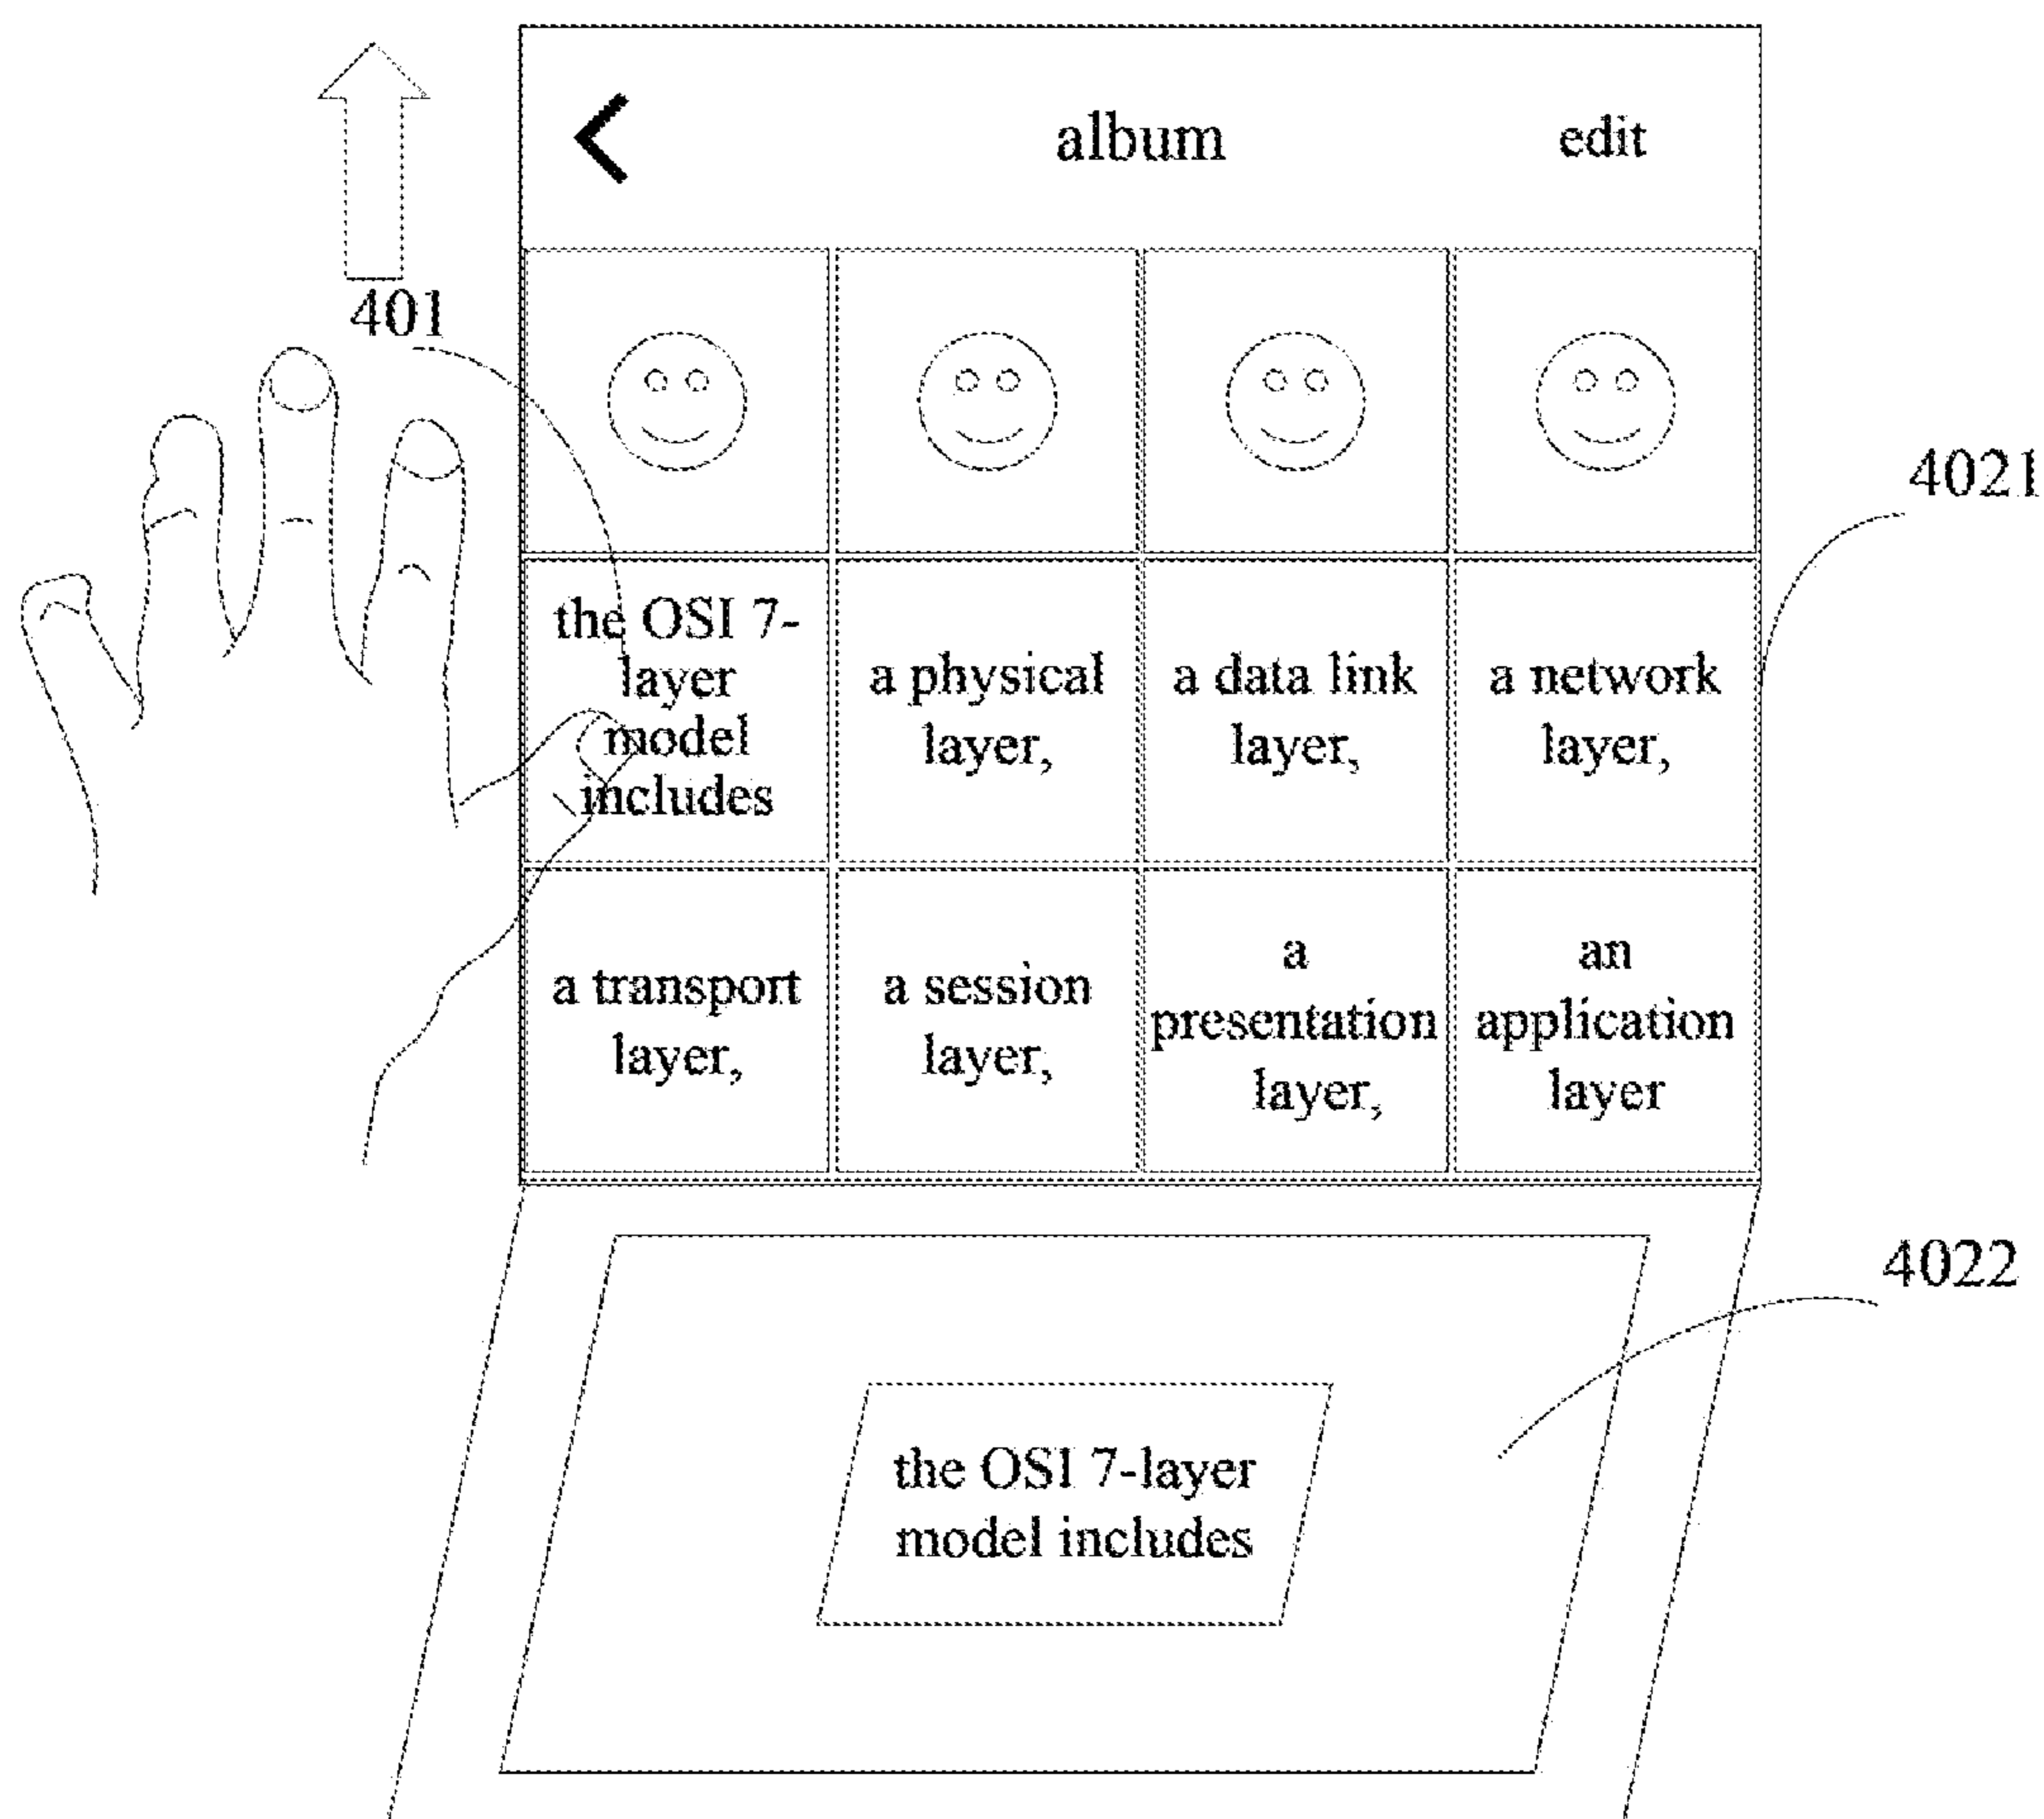 album
edit
401
4021
the OSI 7-
layer
model
includes
a physical
layer,
a data link
layer,
a network
layer,
a transport
layer,
a session
layer,
a
presentation
layer,
an
application
layer
4022
the OSI 7-layer
model includes